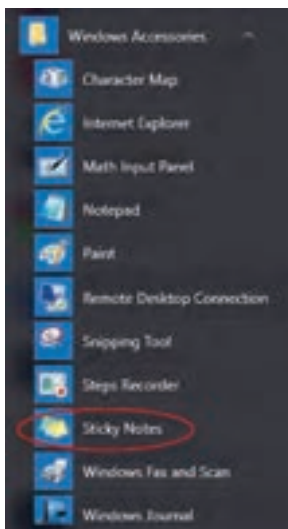 Windows Accessories
Character Map
Internet Explorer
Math Input Panel
Notepad
Paint
Remote Desktop Connection
Snipping Tool
Steps Recorder
Sticky Notes
Windows Fax and Scan
Windows Journal